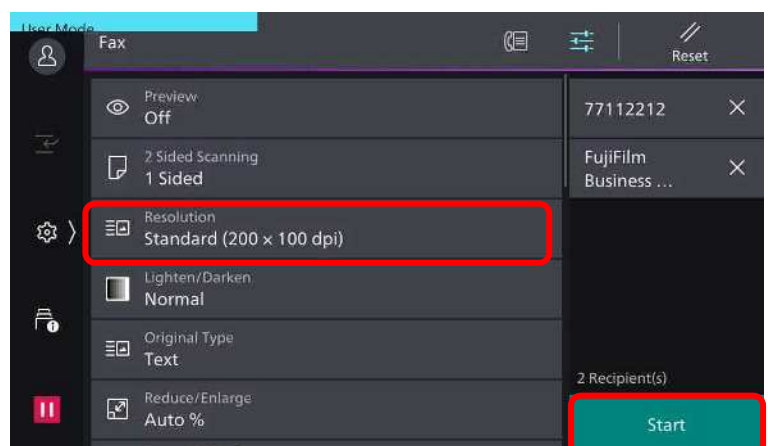 User Mode
Fax
Reset
Preview
Off
2 Sided Scanning
1 Sided
Resolution
Standard (200 × 100 dpi)
Lighten/Darken
Normal
Original Type
Text
Reduce/Enlarge
Auto %
77112212
FujiFilm
Business ...
2 Recipient(s)
Start